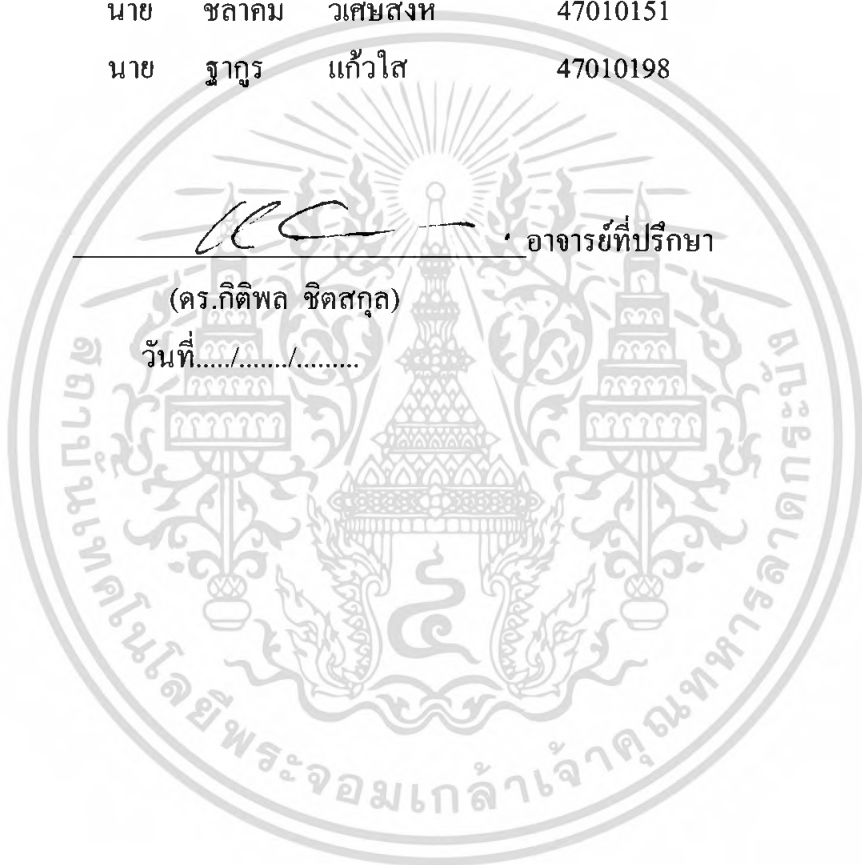 นาย ชลาคม วิเศษสิงห์ 47010151
นาย ฐากูร แก้วใส 47010198
อาจารย์ที่ปรึกษา
(ดร.กิติพล ชิตสกุล)
วันที่...../......./.........
สถาบันเทคโนโลยีพระจอมเกล้าเจ้าคุณทหารลาดกระบัง